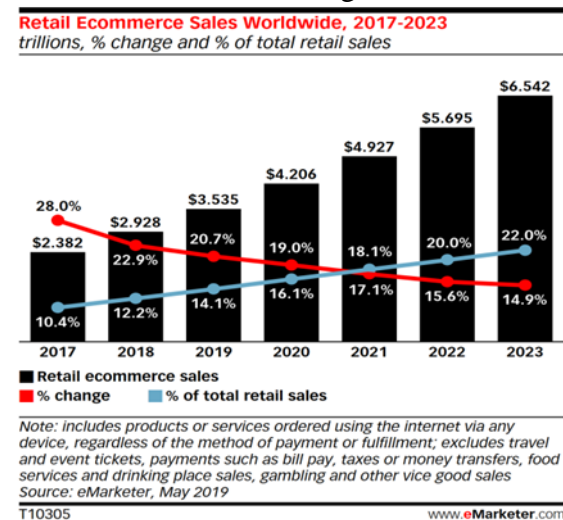 Retail Ecommerce Sales Worldwide, 2017-2023
trillions, % change and % of total retail sales
$6.542
$5.695
$4.927
$4.206
$3.535
$2.928
$2.382
28.0%
22.9%
20.7%
19.0%
17.1%
15.6%
14.9%
10.4%
12.2%
14.1%
16.1%
18.1%
20.0%
22.0%
2017 2018 2019 2020 2021 2022 2023
Retail ecommerce sales
% change % of total retail sales
Note: includes products or services ordered using the internet via any
device, regardless of the method of payment or fulfillment; excludes travel
and event tickets, payments such as bill pay, taxes or money transfers, food
services and drinking place sales, gambling and other vice good sales
Source: eMarketer, May 2019
T10305 www.eMarketer.com